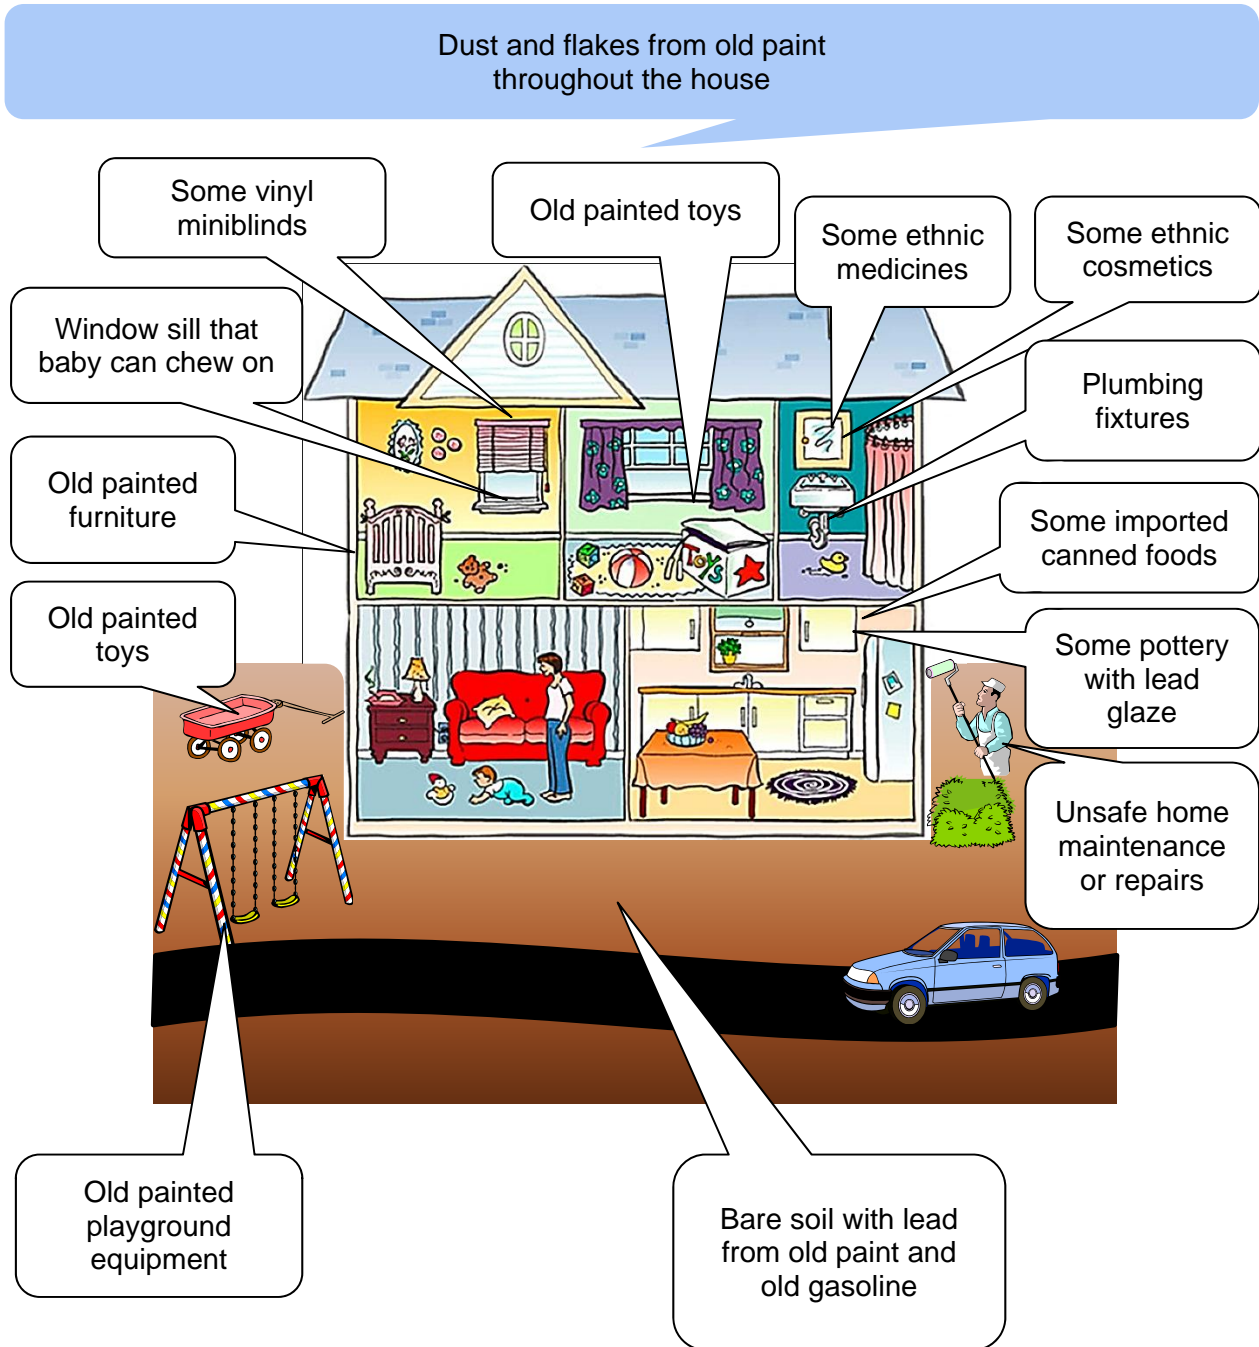 Dust and flakes from old paint
throughout the house
Some vinyl
miniblinds
Old painted toys
Some ethnic
medicines
Some ethnic
cosmetics
Window sill that
baby can chew on
Plumbing
fixtures
Old painted
furniture
Some imported
canned foods
Old painted
toys
Some pottery
with lead
glaze
Unsafe home
maintenance
or repairs
Old painted
playground
equipment
Bare soil with lead
from old paint and
old gasoline
Toys